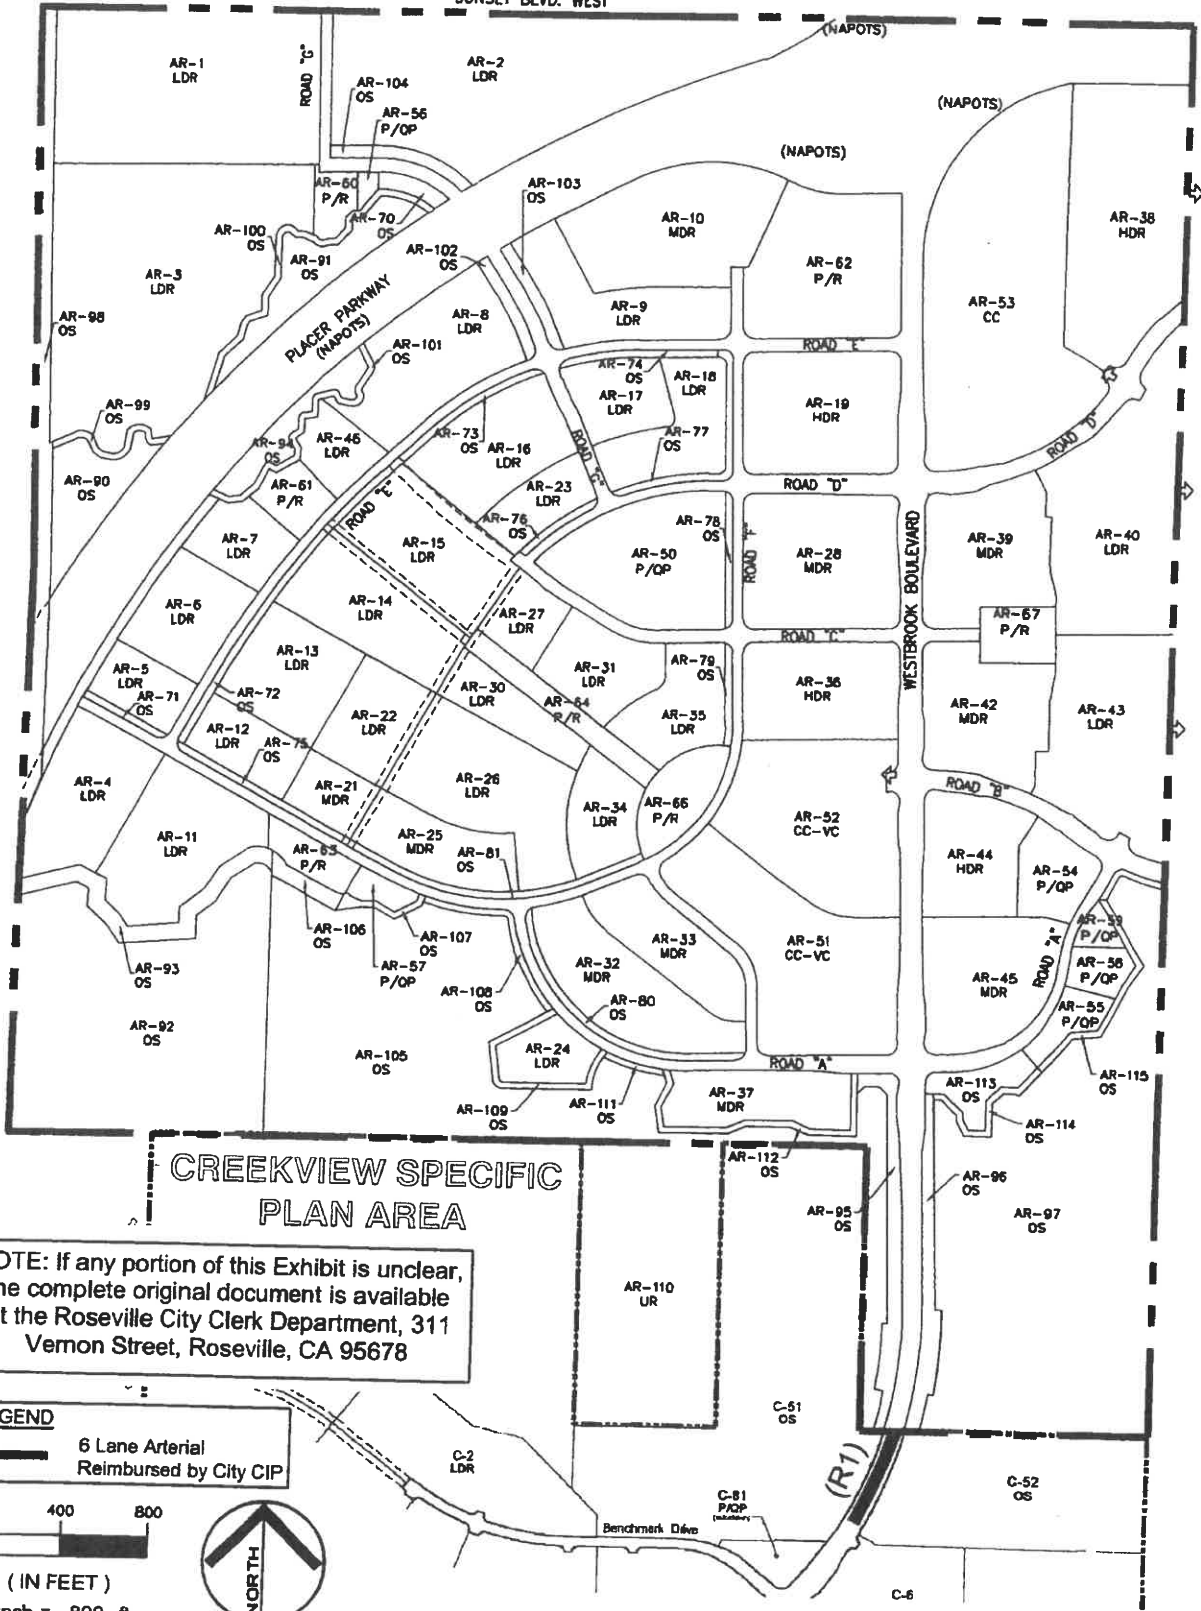 SUNSET BLVD. WEST
(NAPOTS)
AR-1
LDR
ROAD "G"
AR-2
LDR
AR-104
OS
AR-56
P/QP
(NAPOTS)
(NAPOTS)
AR-60
P/R
AR-103
OS
AR-70
OS
AR-100
OS
AR-91
OS
AR-102
OS
AR-10
MDR
AR-38
HDR
AR-3
LDR
AR-62
P/R
AR-53
CC
AR-98
OS
PLACER PARKWAY
(NAPOTS)
AR-8
LDR
AR-9
LDR
AR-101
OS
ROAD "E"
AR-74
OS
AR-18
LDR
AR-17
LDR
AR-19
HDR
AR-99
OS
AR-94
OS
AR-46
LDR
AR-73
OS
AR-16
LDR
ROAD "G"
AR-77
OS
ROAD "D"
AR-90
OS
AR-61
P/R
ROAD "E"
AR-23
LDR
ROAD "D"
AR-7
LDR
AR-15
LDR
AR-76
OS
AR-50
P/QP
AR-78
OS
ROAD "F"
AR-28
MDR
WESTBROOK BOULEVARD
AR-39
MDR
AR-40
LDR
AR-6
LDR
AR-14
LDR
AR-27
LDR
ROAD "C"
AR-67
P/R
AR-5
LDR
AR-71
OS
AR-13
LDR
AR-72
OS
AR-12
LDR
AR-75
OS
AR-22
LDR
AR-30
LDR
AR-31
LDR
AR-64
P/R
AR-79
OS
AR-35
LDR
AR-36
HDR
AR-42
MDR
AR-43
LDR
AR-4
LDR
AR-21
MDR
AR-26
LDR
AR-34
LDR
AR-66
P/R
AR-52
CC-VC
ROAD "B"
AR-11
LDR
AR-63
P/R
AR-25
MDR
AR-81
OS
AR-44
HDR
AR-54
P/QP
AR-93
OS
AR-106
OS
AR-107
OS
AR-57
P/QP
AR-108
OS
AR-32
MDR
AR-33
MDR
AR-51
CC-VC
AR-45
MDR
ROAD "A"
AR-59
P/QP
AR-56
P/QP
AR-55
P/QP
AR-92
OS
AR-105
OS
AR-80
OS
AR-24
LDR
ROAD "A"
AR-109
OS
AR-111
OS
AR-37
MDR
AR-113
OS
AR-115
OS
AR-114
OS
AR-112
OS
AR-95
OS
AR-96
OS
AR-97
OS
CREEKVIEW SPECIFIC
PLAN AREA
OTE: If any portion of this Exhibit is unclear,
he complete original document is available
t the Roseville City Clerk Department, 311
Vernon Street, Roseville, CA 95678
AR-110
UR
GEND
6 Lane Arterial
Reimbursed by City CIP
C-51
OS
C-2
LDR
(R1)
C-52
OS
C-81
P/QP
400 800
( IN FEET )
NORTH
Benchmark Drive
C-6